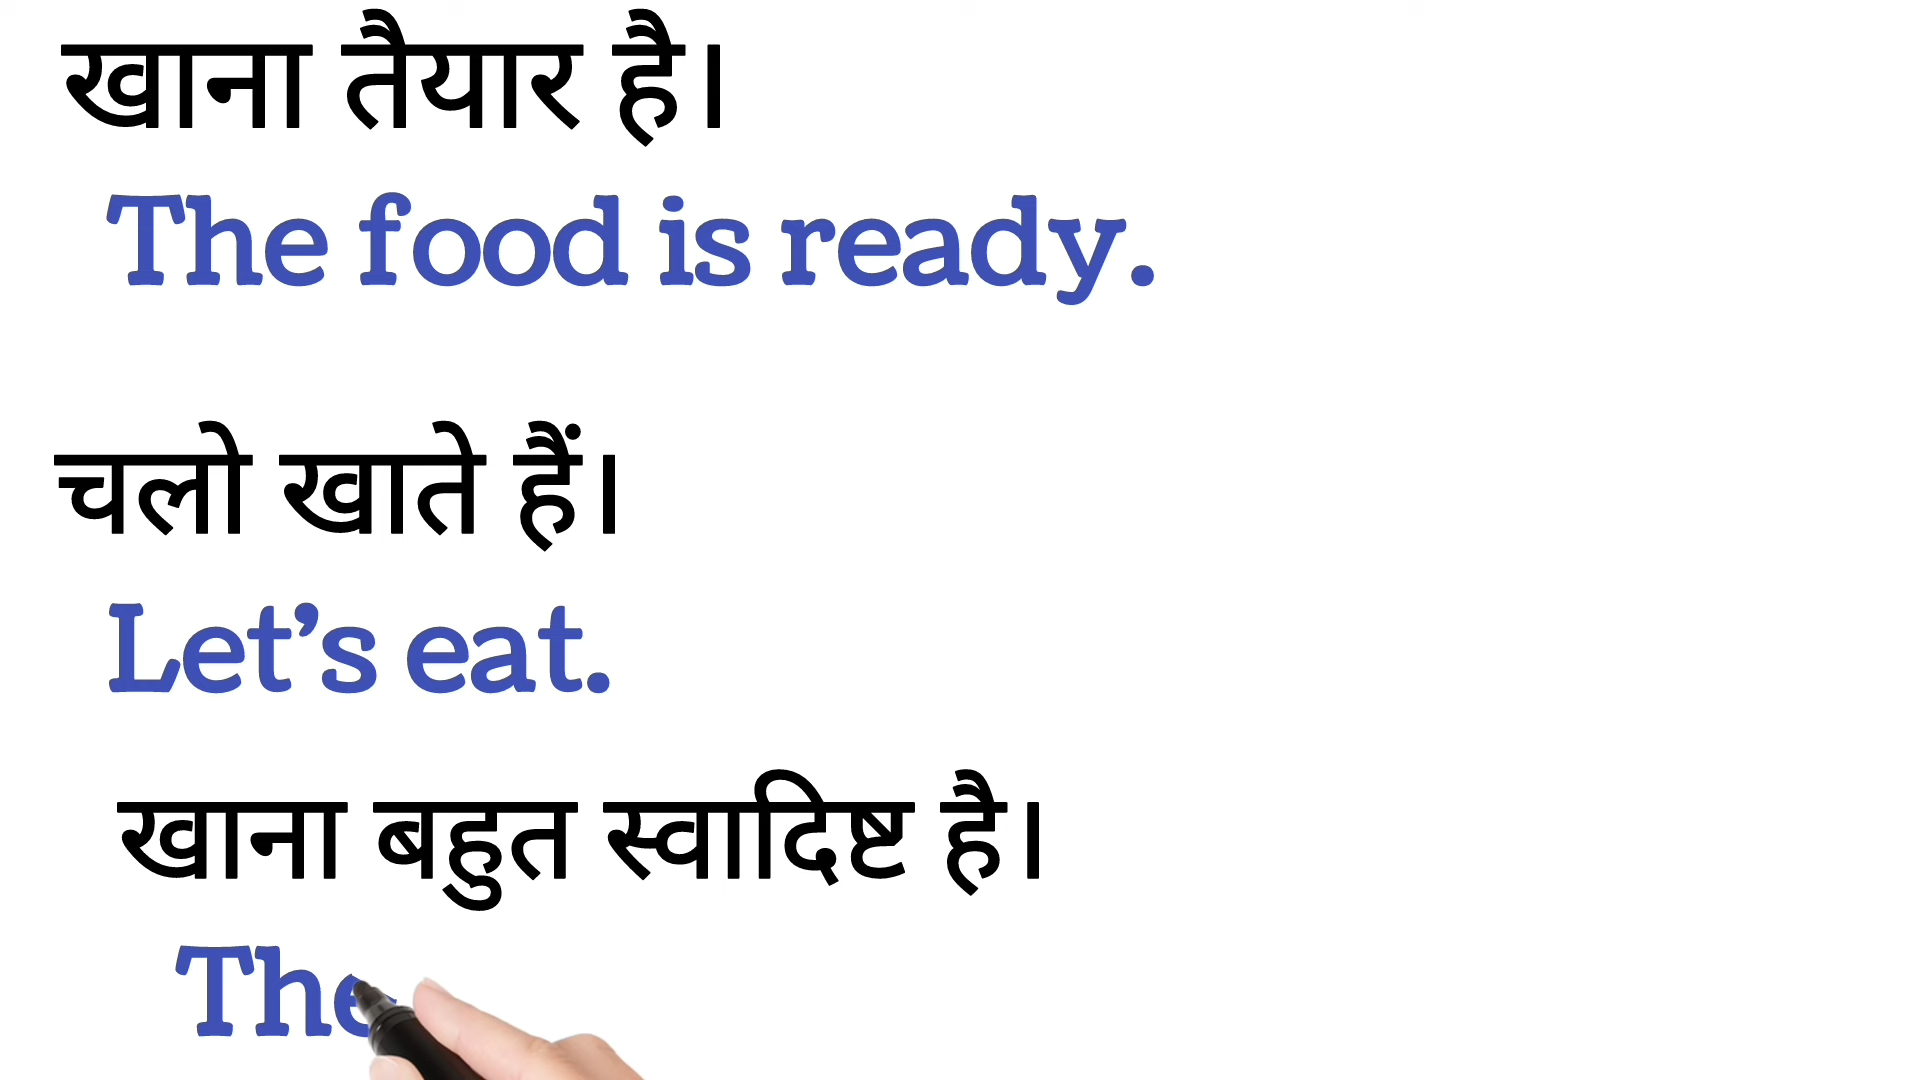 खाना तैयार है।
The food is ready.
चलो खाते हैं।
Let’s eat.
खाना बहुत स्वादिष्ट है।
The